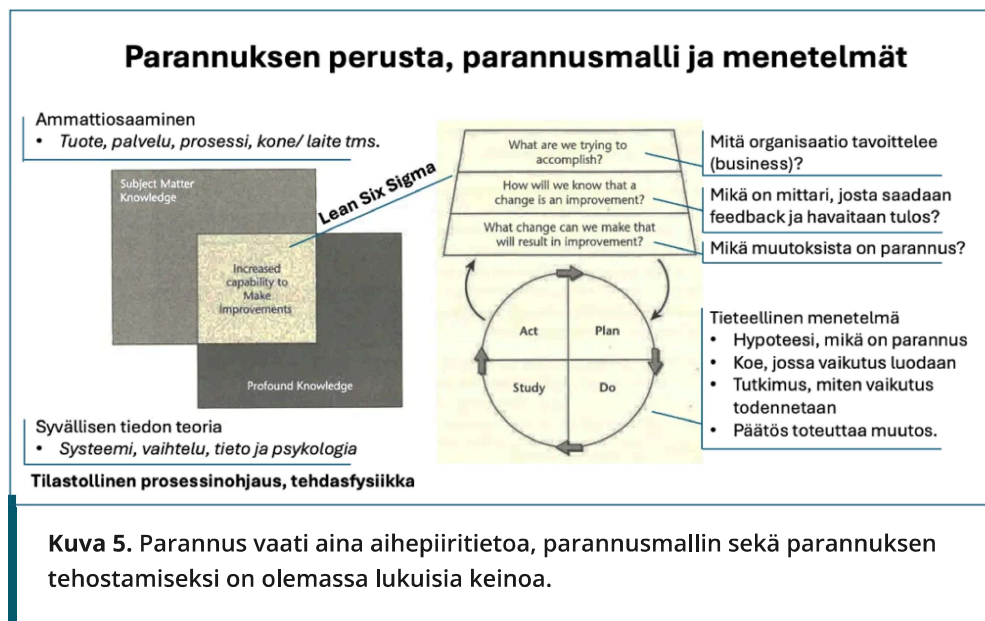 Parannuksen perusta, parannusmalli ja menetelmät
Ammattiosaaminen
• Tuote, palvelu, prosessi, kone/ laite tms.
Subject Matter
Knowledge
Increased
capability to
Make
Improvements
Profound Knowledge
Syvällisen tiedon teoria
• Systeemi, vaihtelu, tieto ja psykologia
Tilastollinen prosessinohjaus, tehdasfysiikka
Lean Six Sigma
What are we trying to
accomplish?
How will we know that a
change is an improvement?
What change can we make that
will result in improvement?
Act
Plan
Study
Do
Mitä organisaatio tavoittelee
(business)?
Mikä on mittari, josta saadaan
feedback ja havaitaan tulos?
Mikä muutoksista on parannus?
Tieteellinen menetelmä
• Hypoteesi, mikä on parannus
• Koe, jossa vaikutus luodaan
• Tutkimus, miten vaikutus
todennetaan
• Päätös toteuttaa muutos.
Kuva 5. Parannus vaati aina aihepiiritietoa, parannusmallin sekä parannuksen
tehostamiseksi on olemassa lukuisia keinoa.